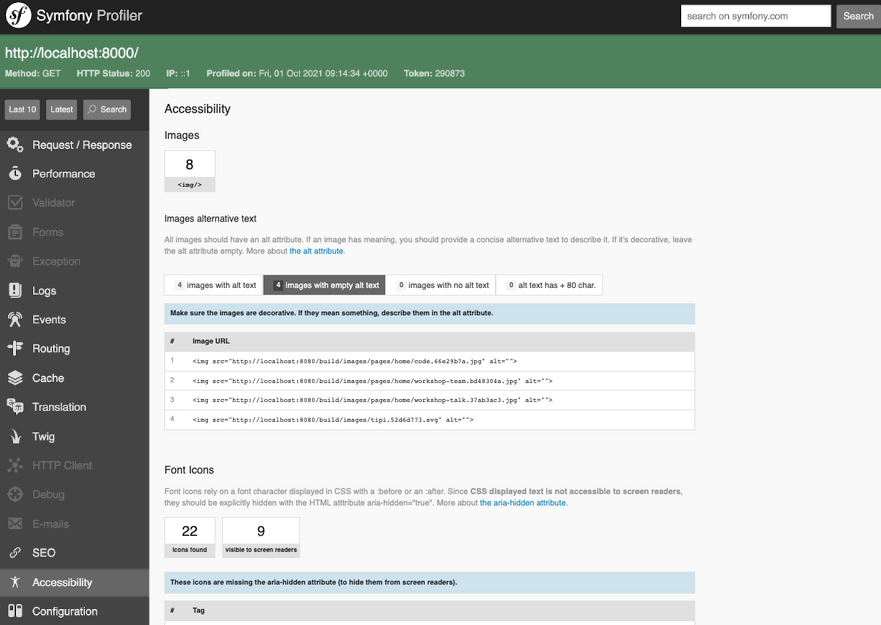 sf Symfony Profiler
search on symfony.com Search
http://localhost:8000/
Method: GET HTTP Status: 200 IP: ::1 Profiled on: Fri, 01 Oct 2021 09:14:34 +0000 Token: 290873
Last 10 Latest Search
Request / Response
Performance
Validator
Forms
Exception
Logs
Events
Routing
Cache
Translation
Twig
HTTP Client
Debug
E-mails
SEO
Accessibility
Configuration
Accessibility
Images
8
<img/>
Images alternative text
All images should have an alt attribute. If an image has meaning, you should provide a concise alternative text to describe it. If it's decorative, leave
the alt attribute empty. More about the alt attribute.
4 images with alt text 4 images with empty alt text 0 images with no alt text 0 alt text has + 80 char.
Make sure the images are decorative. If they mean something, describe them in the alt attribute.
# Image URL
1 <img src="http://localhost:8080/build/images/pages/home/code.66e29b7a.jpg" alt="">
2 <img src="http://localhost:8080/build/images/pages/home/workshop-team.bd48304a.jpg" alt="">
3 <img src="http://localhost:8080/build/images/pages/home/workshop-talk.37ab3ac3.jpg" alt="">
4 <img src="http://localhost:8080/build/images/tipi.52d6d773.svg" alt="">
Font Icons
Font icons rely on a font character displayed in CSS with a :before or an :after. Since CSS displayed text is not accessible to screen readers,
they should be explicitly hidden with the HTML atttribute aria-hidden="true". More about the aria-hidden attribute.
22 9
Icons found visible to screen readers
These icons are missing the aria-hidden attribute (to hide them from screen readers).
# Tag